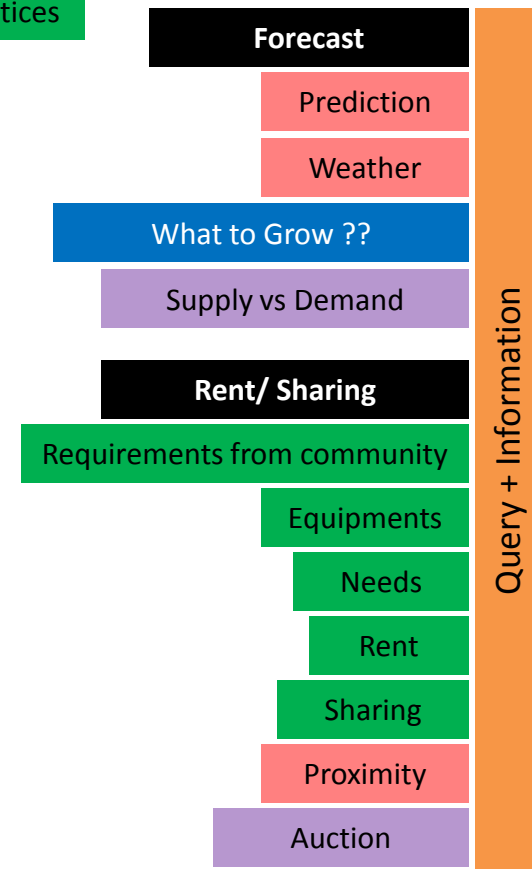 tices
Forecast
Prediction
Weather
What to Grow ??
Supply vs Demand
Rent/ Sharing
Requirements from community
Equipments
Needs
Rent
Sharing
Proximity
Auction
Query + Information